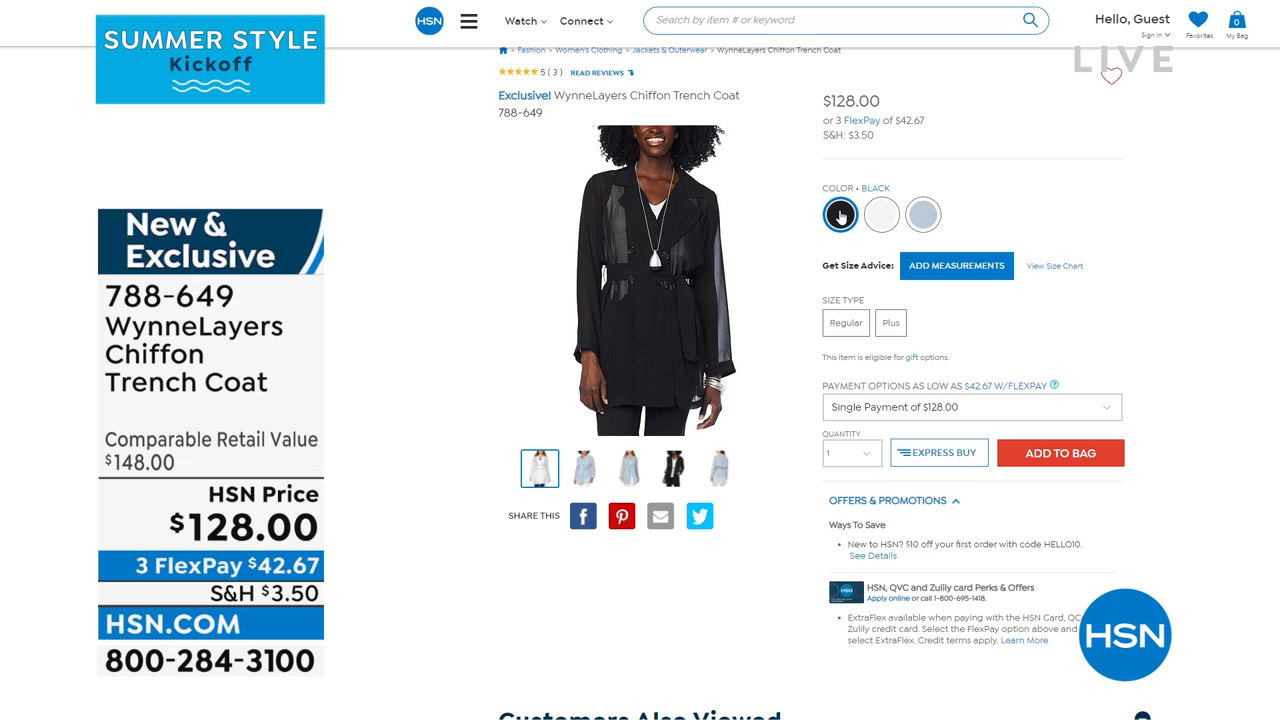 SUMMER STYLE
Kickoff
New &
Exclusive
788-649
WynneLayers
Chiffon
Trench Coat
Comparable Retail Value
$148.00
HSN Price
$128.00
3 FlexPay $42.67
S&H $3.50
HSN.COM
800-284-3100
HSN
Watch
Connect
Search by item # or keyword
Hello, Guest
Sign in
Favorites
0
My Bag
LIVE
> Fashion > Women's Clothing > Jackets & Outerwear > WynneLayers Chiffon Trench Coat
5 ( 3 ) READ REVIEWS
Exclusive! WynneLayers Chiffon Trench Coat
788-649
SHARE THIS
$128.00
or 3 FlexPay of $42.67
S&H: $3.50
COLOR • BLACK
Get Size Advice: ADD MEASUREMENTS View Size Chart
SIZE TYPE
Regular Plus
This item is eligible for gift options.
PAYMENT OPTIONS AS LOW AS $42.67 W/FLEXPAY ?
Single Payment of $128.00
QUANTITY
1 EXPRESS BUY ADD TO BAG
OFFERS & PROMOTIONS
Ways To Save
• New to HSN? $10 off your first order with code HELLO10.
See Details
HSN, QVC and Zulily card Perks & Offers
Apply online or call 1-800-695-1418.
• ExtraFlex available when paying with the HSN Card, QC
Zulily credit card. Select the FlexPay option above and
select ExtraFlex. Credit terms apply. Learn More
HSN
Customers Also Viewed